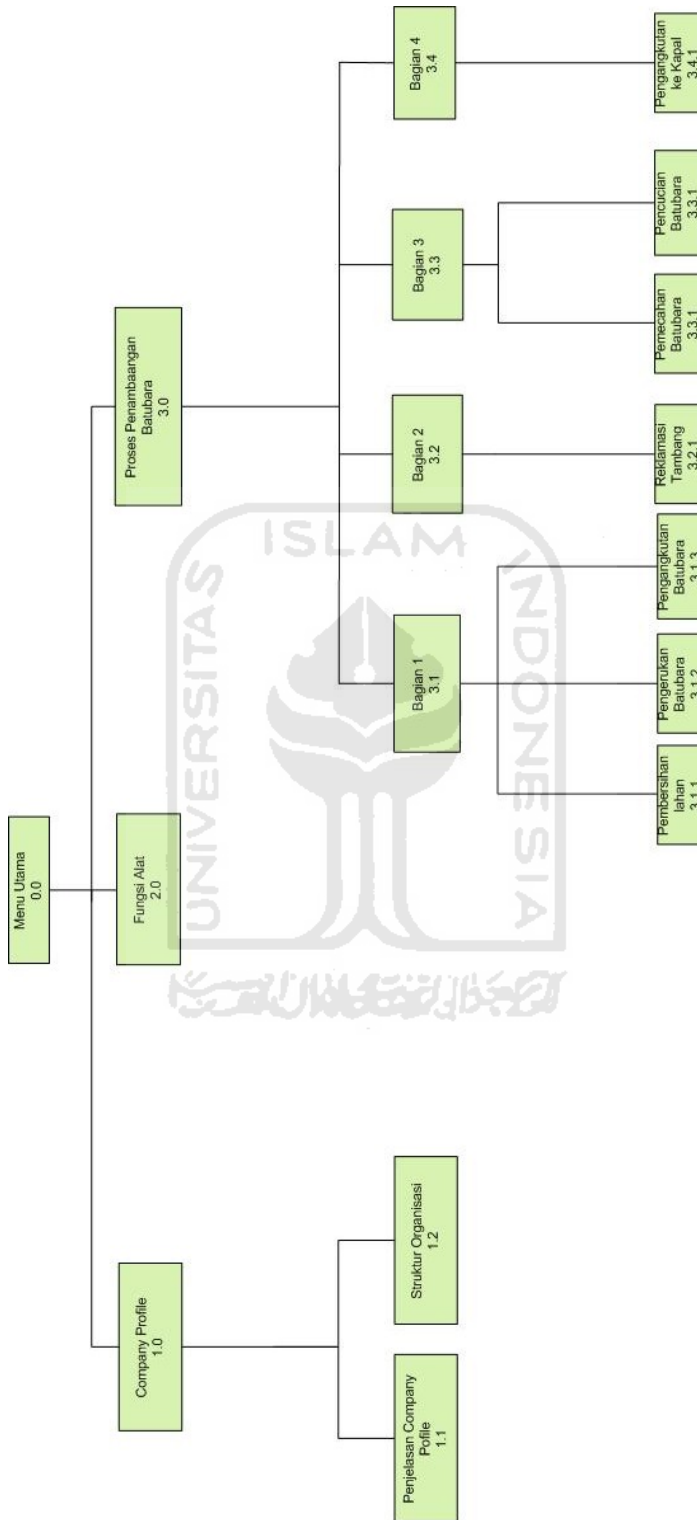 Menu Utama
0.0
Company Profile
1.0
Fungsi Alat
2.0
Proses Penambaangan
Batubara
3.0
Penjelasan Company
Pofile
1.1
Struktur Organisasi
1.2
Bagian 1
3.1
Bagian 2
3.2
Bagian 3
3.3
Bagian 4
3.4
Pembersihan
lahan
3.1.1
Pengerukan
Batubara
3.1.2
Pengangkutan
Batubara
3.1.3
Reklamasi
Tambang
3.2.1
Pemecahan
Batubara
3.3.1
Pencucian
Batubara
3.3.1
Pengangkutan
ke Kapal
3.4.1
UNIVERSITAS
ISLAM
INDONESIA